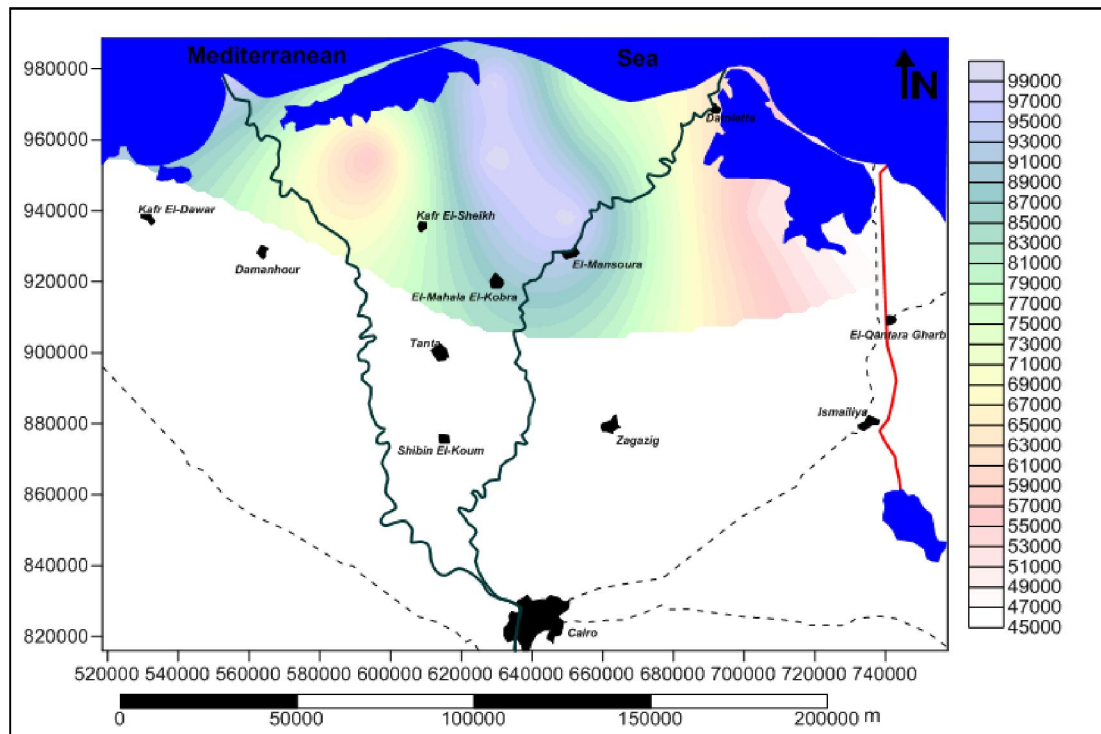 Mediterranean Sea
N
980000
960000
940000
920000
900000
880000
860000
840000
820000
Damietta
Kafr El-Dawar
Kafr El-Sheikh
Damanhour
El-Mansoura
El-Mahala El-Kobra
El-Qantara Gharb
Tanta
Ismailiya
Shibin El-Koum
Zagazig
Cairo
520000 540000 560000 580000 600000 620000 640000 660000 680000 700000 720000 740000
0 50000 100000 150000 200000 m
99000
97000
95000
93000
91000
89000
87000
85000
83000
81000
79000
77000
75000
73000
71000
69000
67000
65000
63000
61000
59000
57000
55000
53000
51000
49000
47000
45000